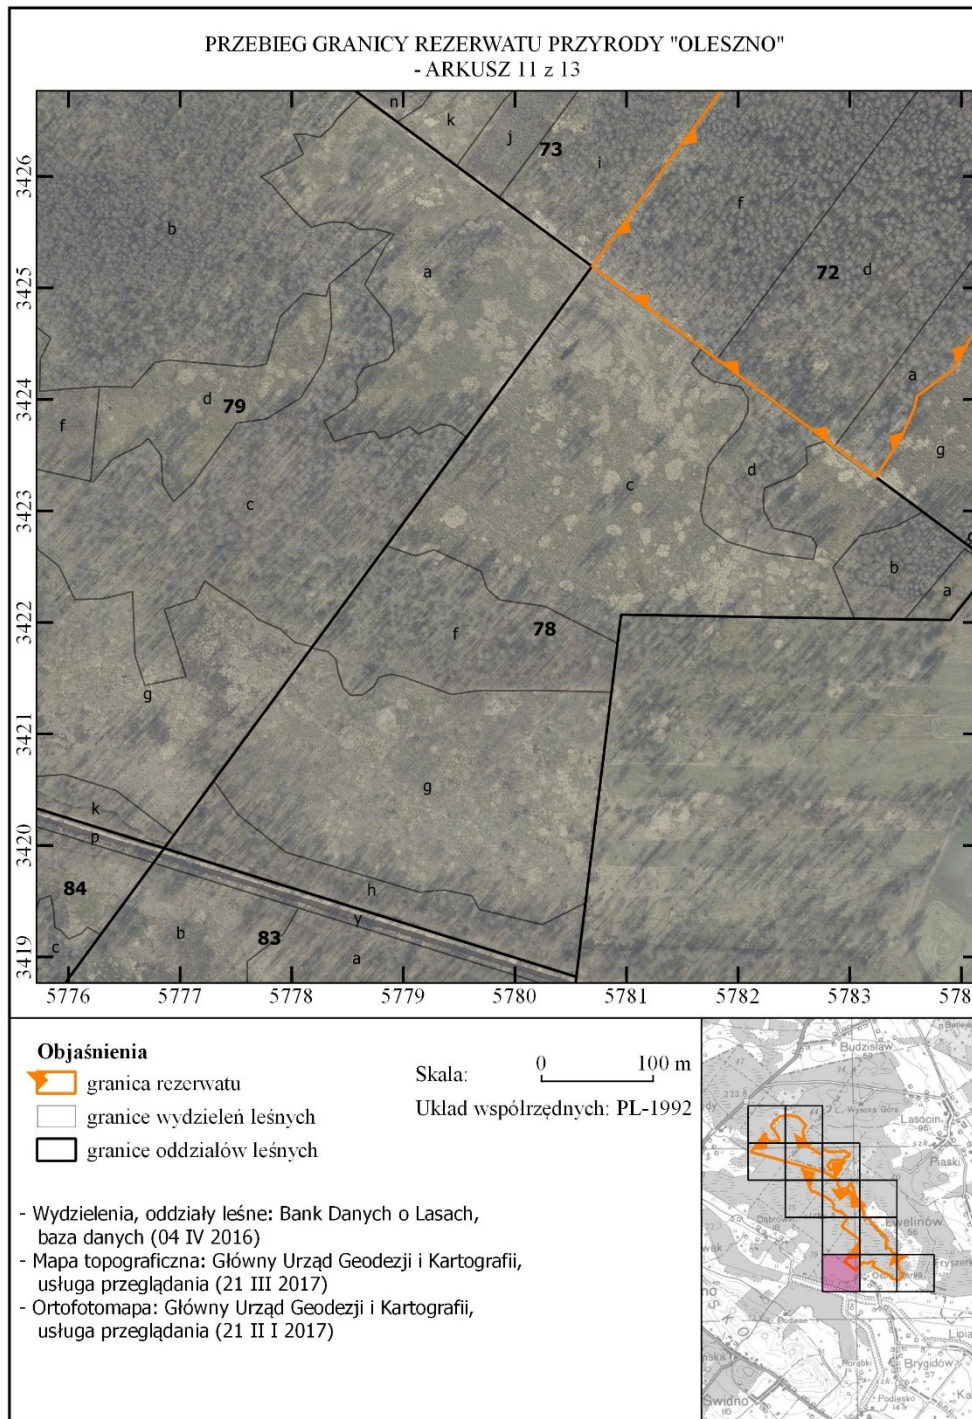 PRZEBIEG GRANICY REZERWATU PRZYRODY "OLESZNO"
- ARKUSZ 11 z 13
n
k
j
73
i
f
72
d
b
a
a
g
3426
3425
3424
3423
3422
3421
3420
3419
d
79
f
c
c
d
b
a
f
78
g
g
k
p
h
y
84
83
b
c
a
5776
5777
5778
5779
5780
5781
5782
5783
578
Objaśnienia
granica rezerwatu
granice wydzieleń leśnych
granice oddziałów leśnych
Skala:
0 100 m
Układ współrzędnych: PL-1992
- Wydzielenia, oddziały leśne: Bank Danych o Lasach,
baza danych (04 IV 2016)
- Mapa topograficzna: Główny Urząd Geodezji i Kartografii,
usługa przeglądania (21 III 2017)
- Ortofotomapa: Główny Urząd Geodezji i Kartografii,
usługa przeglądania (21 II I 2017)
Budzisław
Wysoka Góra
Lasocin
Piaski
Ewelinów
Brygidów
Podlesko
Świdno